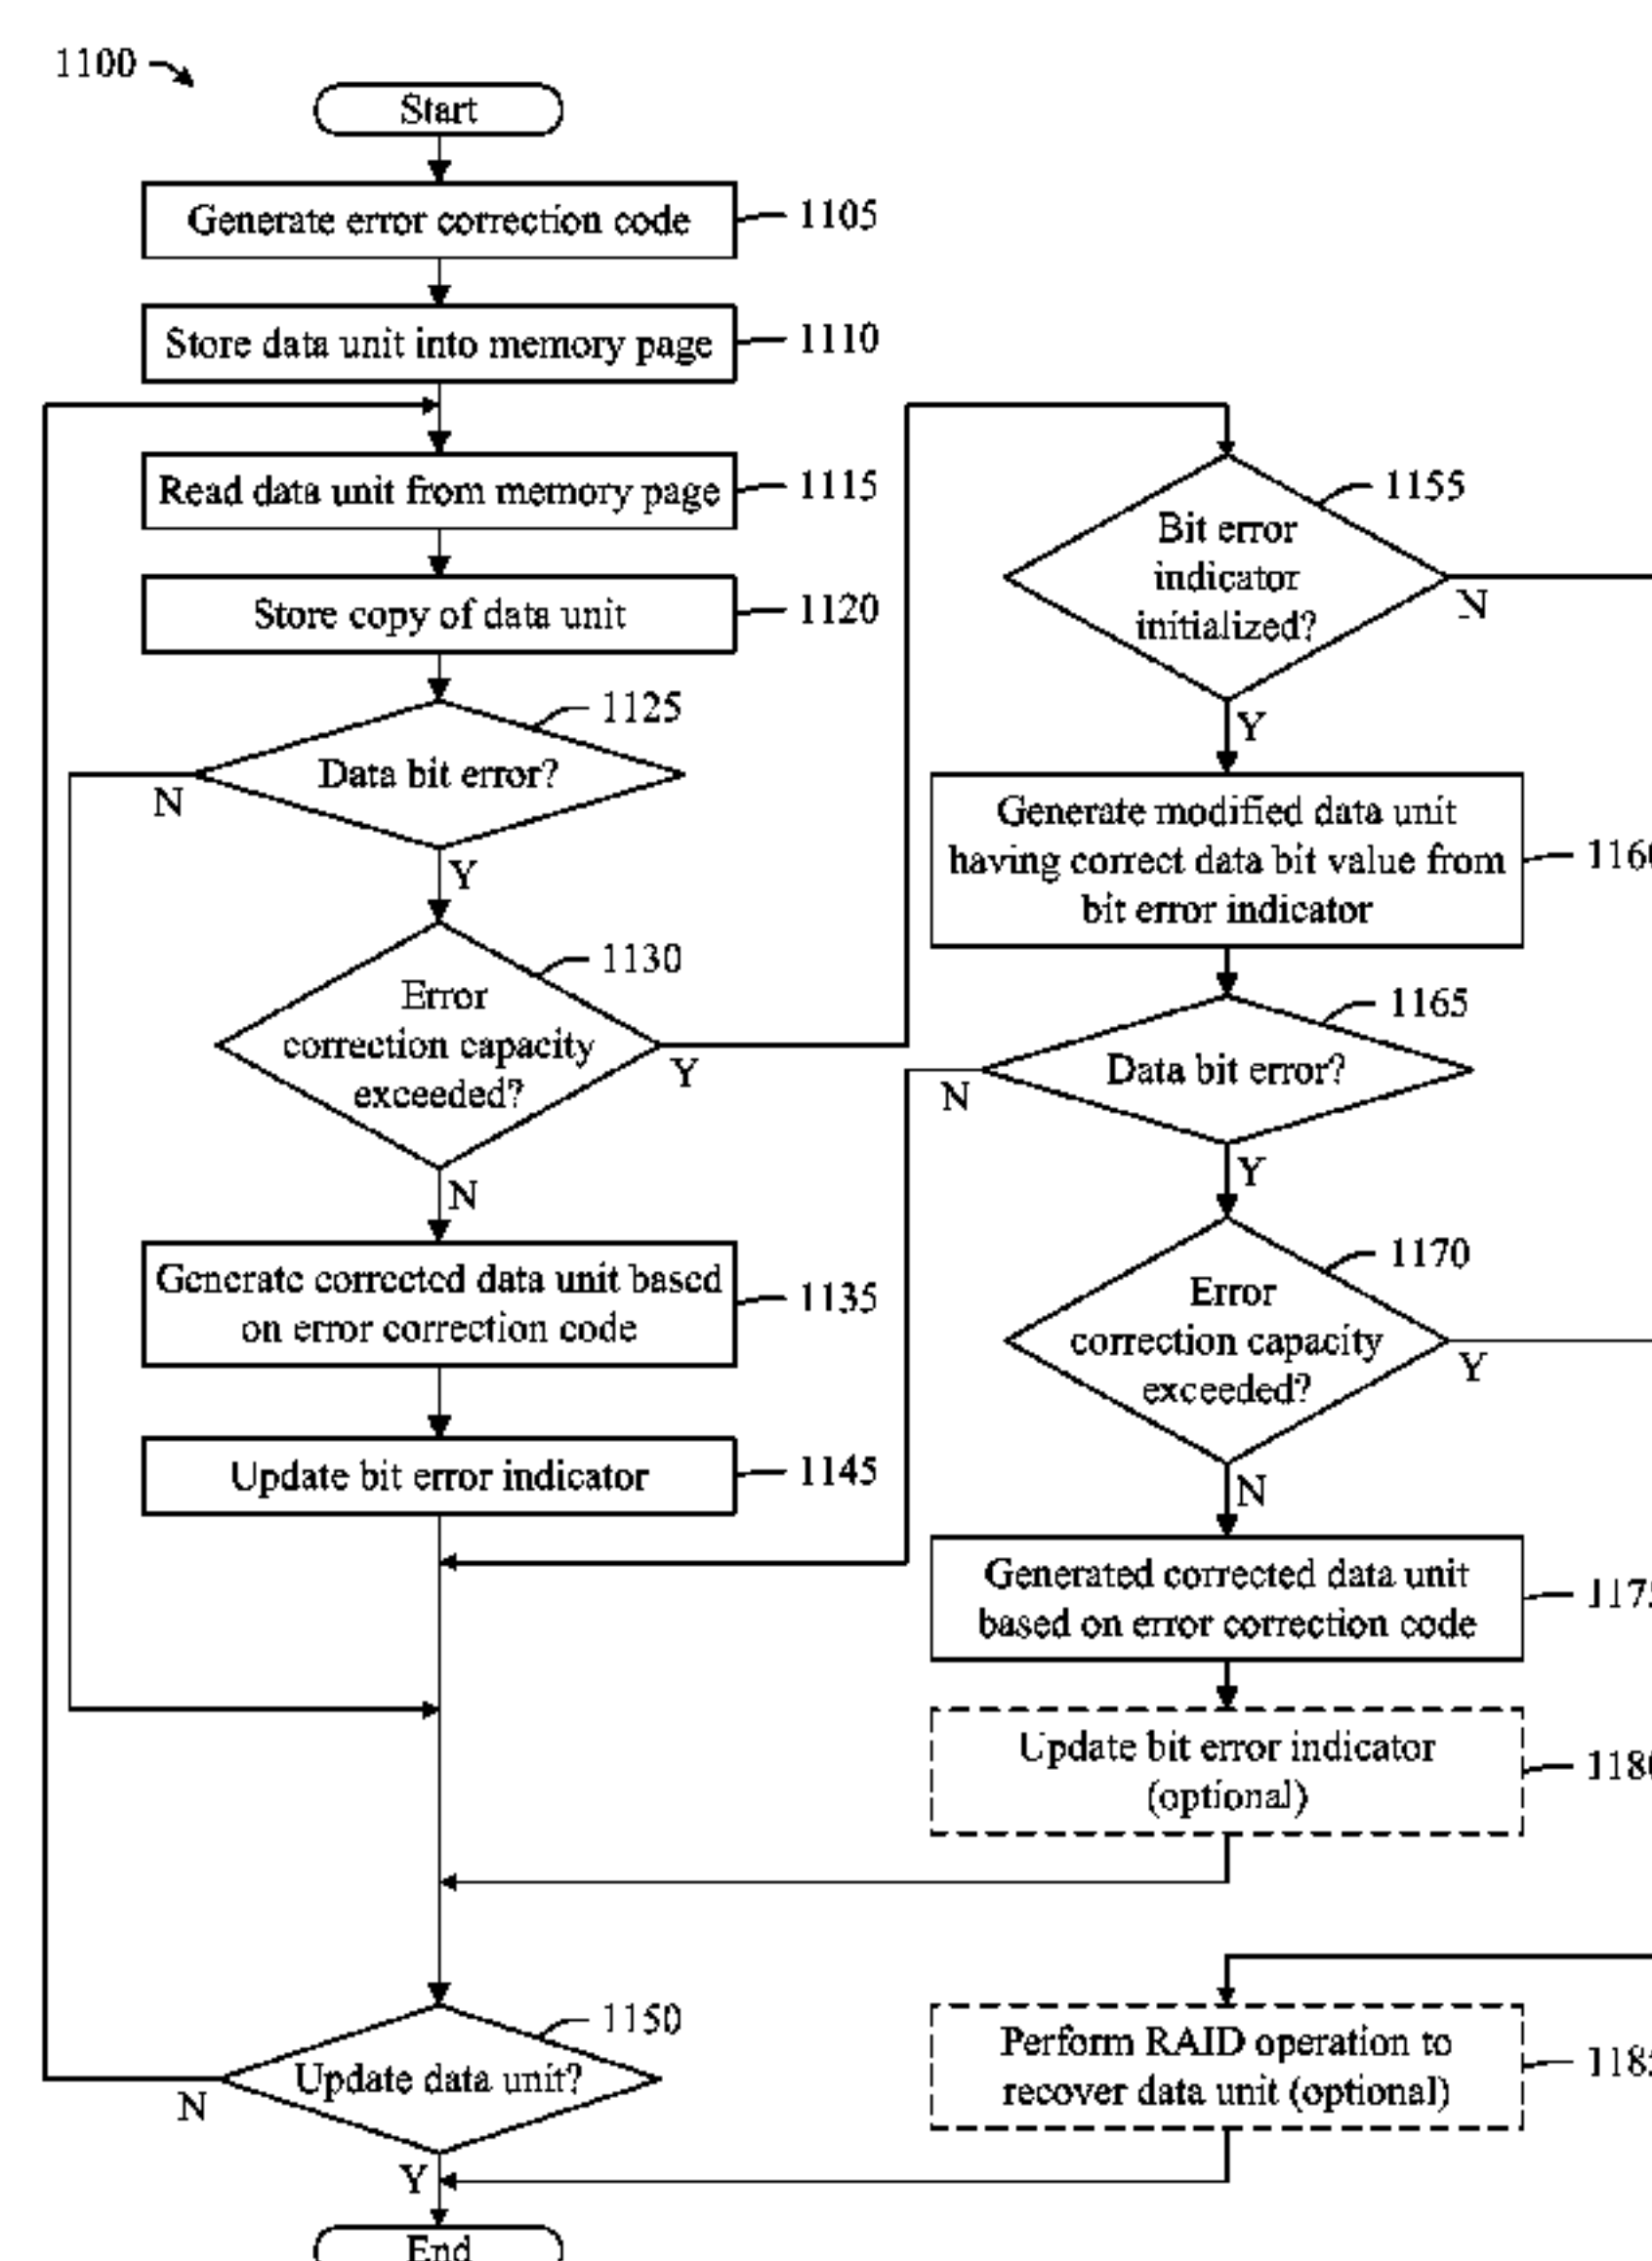 1100
Start
Generate error correction code
1105
Store data unit into memory page
1110
Read data unit from memory page
1115
Store copy of data unit
1120
1125
Data bit error?
N
Y
1130
Error
correction capacity
exceeded?
Y
N
Generate corrected data unit based
on error correction code
1135
Update bit error indicator
1145
1150
Update data unit?
N
Y
End
1155
Bit error
indicator
initialized?
N
Y
Generate modified data unit
having correct data bit value from
bit error indicator
1165
Data bit error?
N
Y
1170
Error
correction capacity
exceeded?
Y
N
Generated corrected data unit
based on error correction code
Update bit error indicator
(optional)
Perform RAID operation to
recover data unit (optional)